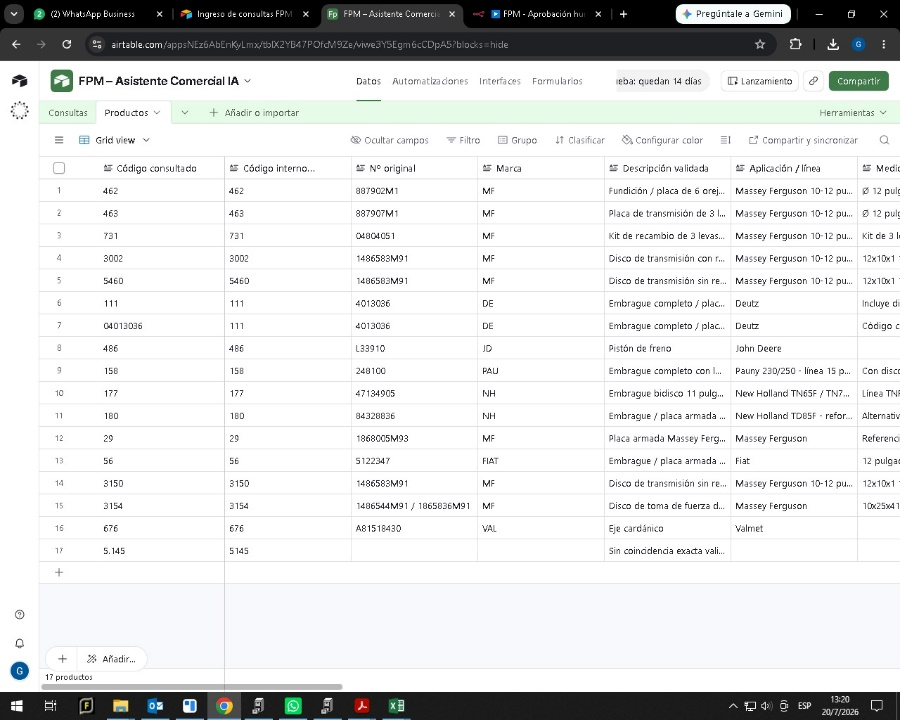 2 (2) WhatsApp Business
Ingreso de consultas FPM
FPM – Asistente Comercial
FPM - Aprobación hu
Pregúntale a Gemini
airtable.com/appsNEz6AbEnKyLmx/tblX2YB47POfcM9Ze/viwe3Y5Egm6cCDpA5?blocks=hide
G
FPM – Asistente Comercial IA
Datos Automatizaciones Interfaces Formularios
eba: quedan 14 días
Lanzamiento
Compartir
Consultas Productos Añadir o importar Herramientas
Grid view Ocultar campos Filtro Grupo Clasificar Configurar color Compartir y sincronizar
Código consultado Código interno... Nº original Marca Descripción validada Aplicación / línea Medic
1 462 462 887902M1 MF Fundición / placa de 6 orej... Massey Ferguson 10-12 pu... Ø 12 pulg
2 463 463 887907M1 MF Placa de transmisión de 3 l... Massey Ferguson 10-12 pu... Ø 12 pulg
3 731 731 04804051 MF Kit de recambio de 3 levas... Massey Ferguson 10-12 pu... Kit de 3 l
4 3002 3002 1486583M91 MF Disco de transmisión con r... Massey Ferguson 10-12 pu... 12x10x1
5 5460 5460 1486583M91 MF Disco de transmisión sin re... Massey Ferguson 10-12 pu... 12x10x1
6 111 111 4013036 DE Embrague completo / plac... Deutz Incluye di
7 04013036 111 4013036 DE Embrague completo / plac... Deutz Código c
8 486 486 L33910 JD Pistón de freno John Deere
9 158 158 248100 PAU Embrague completo con l... Pauny 230/250 - línea 15 p... Con disco
10 177 177 47134905 NH Embrague bidisco 11 pulg... New Holland TN65F / TN7... Línea TNF
11 180 180 84328836 NH Embrague / placa armada ... New Holland TD85F - refor... Alternativ
12 29 29 1868005M93 MF Placa armada Massey Ferg... Massey Ferguson Referenci
13 56 56 5122347 FIAT Embrague / placa armada ... Fiat 12 pulgad
14 3150 3150 1486583M91 MF Disco de transmisión sin re... Massey Ferguson 10-12 pu... 12x10x1
15 3154 3154 1486544M91 / 1865836M91 MF Disco de toma de fuerza d... Massey Ferguson 10x25x41
16 676 676 A81518430 VAL Eje cardánico Valmet
17 5.145 5145 Sin coincidencia exacta vali...
Añadir...
G
17 productos
ESP
13:20
20/7/2026